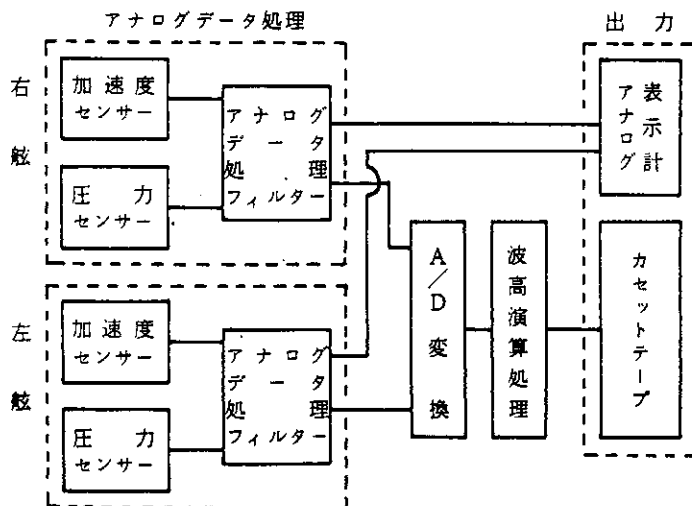 アナログデータ処理
右舷
加速度
センサー
圧力
センサー
アナログ
データ
処理
フィルター
左舷
加速度
センサー
圧力
センサー
アナログ
データ
処理
フィルター
A/D変換
波高演算処理
出力
アナログ
表示計
カセットテープ